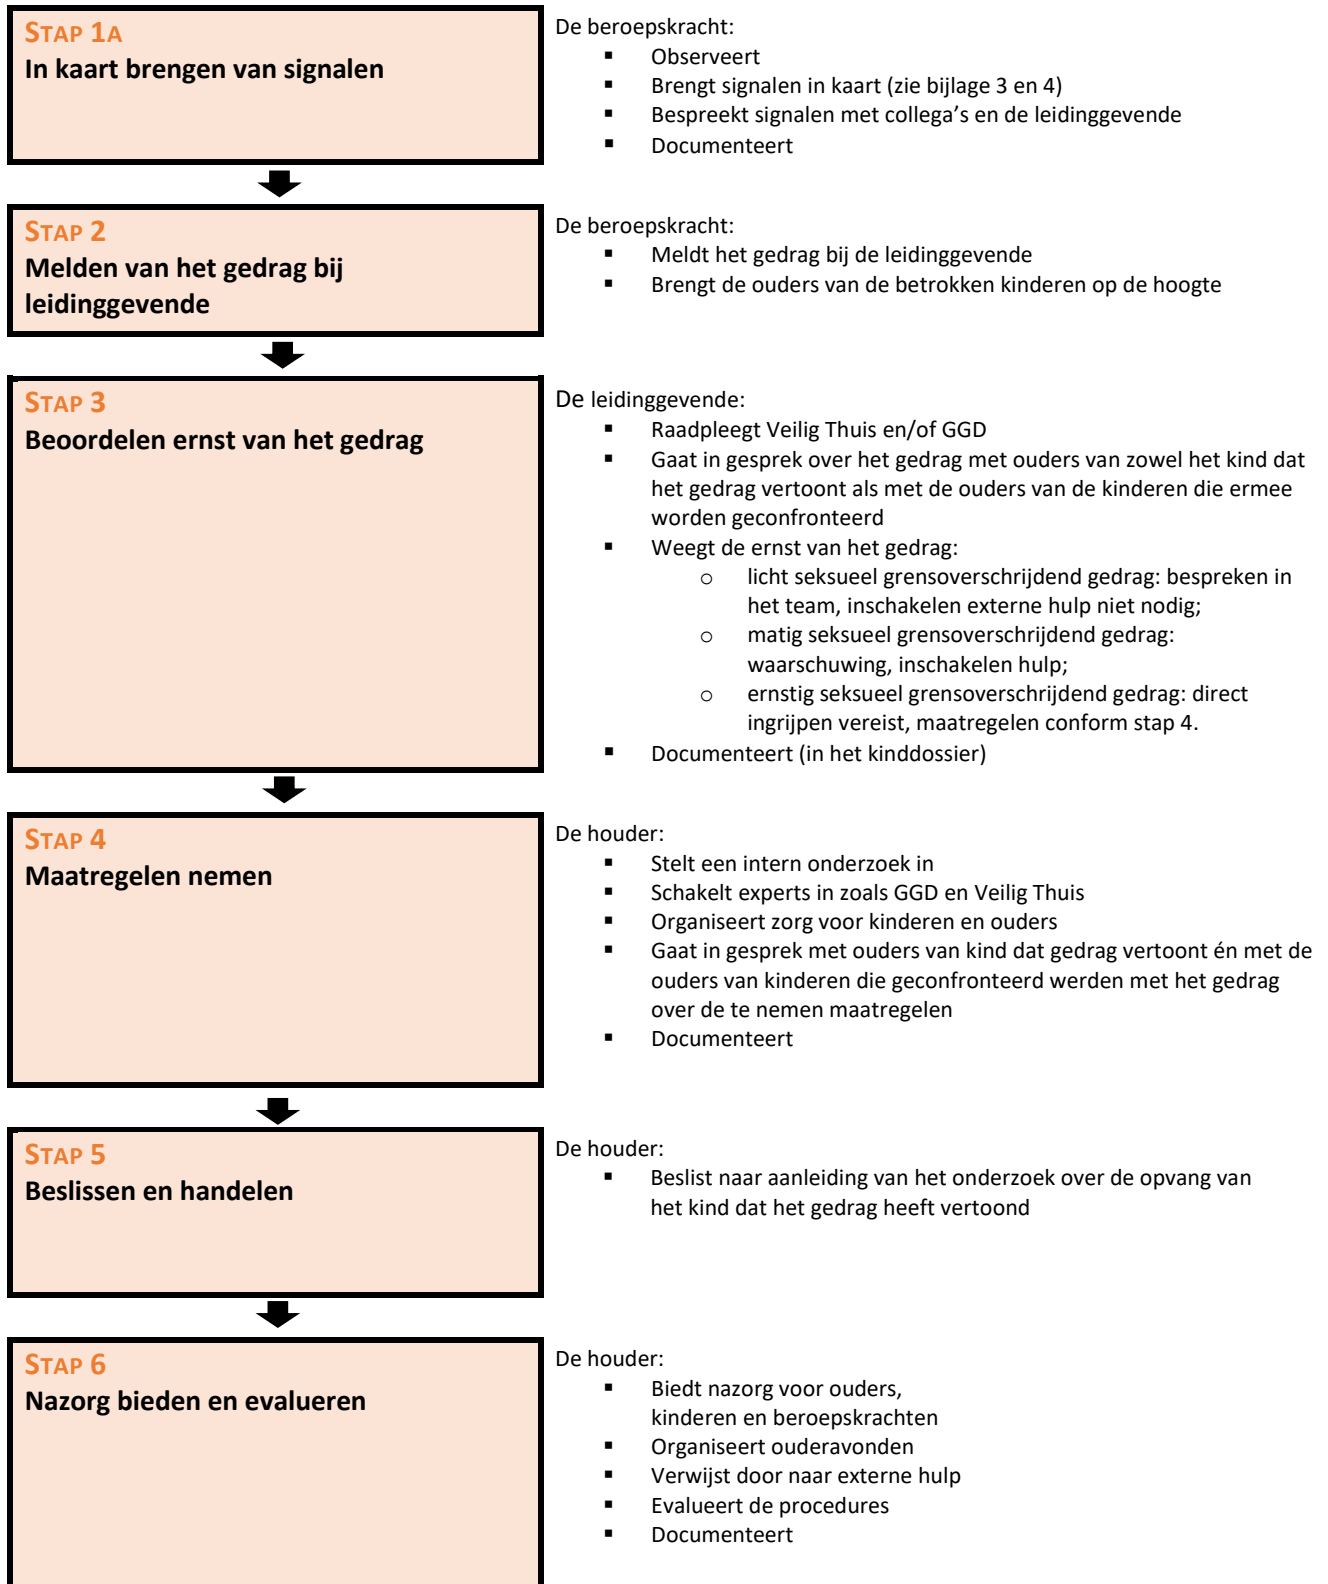 STAP 1A
In kaart brengen van signalen
De beroepskracht:
▪ Observeert
▪ Brengt signalen in kaart (zie bijlage 3 en 4)
▪ Bespreekt signalen met collega’s en de leidinggevende
▪ Documenteert
STAP 2
Melden van het gedrag bij
leidinggevende
De beroepskracht:
▪ Meldt het gedrag bij de leidinggevende
▪ Brengt de ouders van de betrokken kinderen op de hoogte
STAP 3
Beoordelen ernst van het gedrag
De leidinggevende:
▪ Raadpleegt Veilig Thuis en/of GGD
▪ Gaat in gesprek over het gedrag met ouders van zowel het kind dat
het gedrag vertoont als met de ouders van de kinderen die ermee
worden geconfronteerd
▪ Weegt de ernst van het gedrag:
o licht seksueel grensoverschrijdend gedrag: bespreken in
het team, inschakelen externe hulp niet nodig;
o matig seksueel grensoverschrijdend gedrag:
waarschuwing, inschakelen hulp;
o ernstig seksueel grensoverschrijdend gedrag: direct
ingrijpen vereist, maatregelen conform stap 4.
▪ Documenteert (in het kinddossier)
STAP 4
Maatregelen nemen
De houder:
▪ Stelt een intern onderzoek in
▪ Schakelt experts in zoals GGD en Veilig Thuis
▪ Organiseert zorg voor kinderen en ouders
▪ Gaat in gesprek met ouders van kind dat gedrag vertoont én met de
ouders van kinderen die geconfronteerd werden met het gedrag
over de te nemen maatregelen
▪ Documenteert
STAP 5
Beslissen en handelen
De houder:
▪ Beslist naar aanleiding van het onderzoek over de opvang van
het kind dat het gedrag heeft vertoond
STAP 6
Nazorg bieden en evalueren
De houder:
▪ Biedt nazorg voor ouders,
kinderen en beroepskrachten
▪ Organiseert ouderavonden
▪ Verwijst door naar externe hulp
▪ Evalueert de procedures
▪ Documenteert